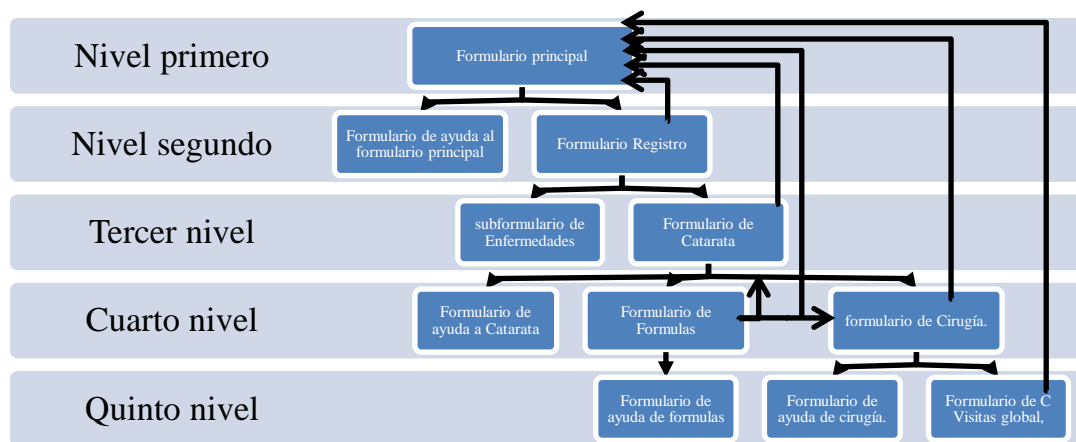 Nivel primero
Formulario principal
Nivel segundo
Formulario de ayuda al
formulario principal
Formulario Registro
Tercer nivel
subformulario de
Enfermedades
Formulario de
Catarata
Cuarto nivel
Formulario de
ayuda a Catarata
Formulario de
Formulas
formulario de Cirugía.
Quinto nivel
Formulario de
ayuda de formulas
Formulario de
ayuda de cirugía.
Formulario de C
Visitas global,